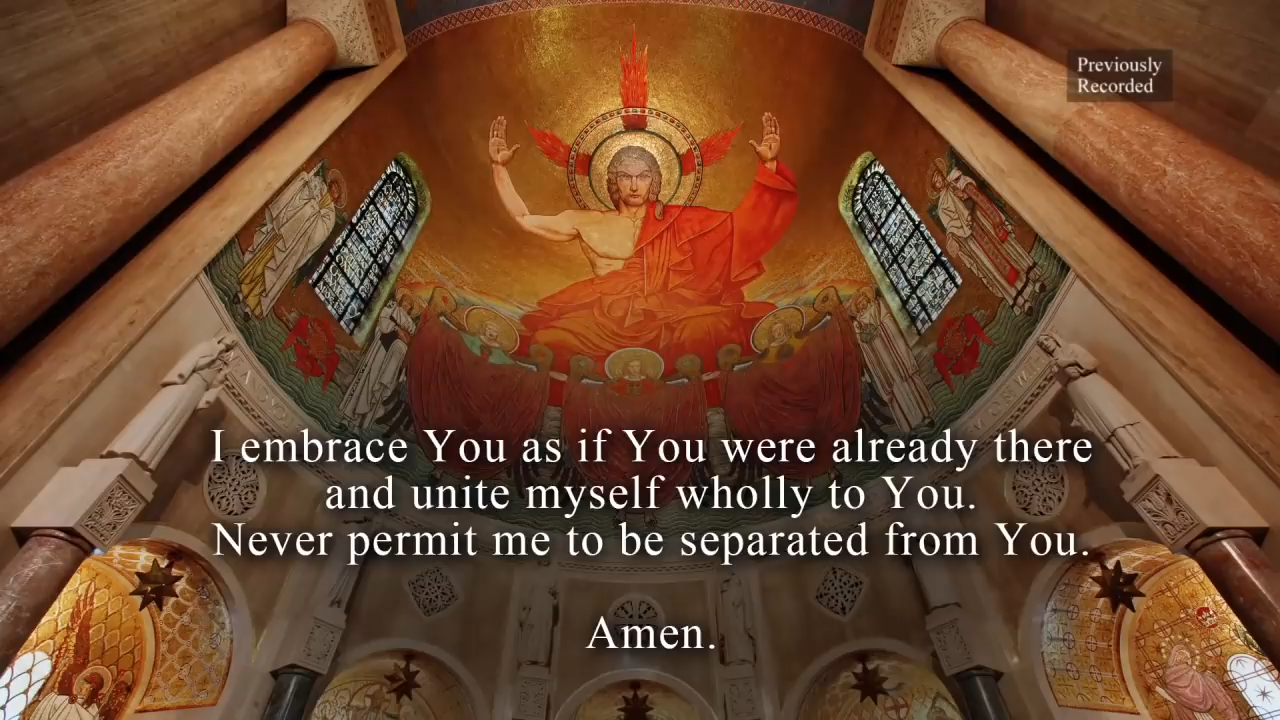 Previously
Recorded
I embrace You as if You were already there
and unite myself wholly to You.
Never permit me to be separated from You.
Amen.